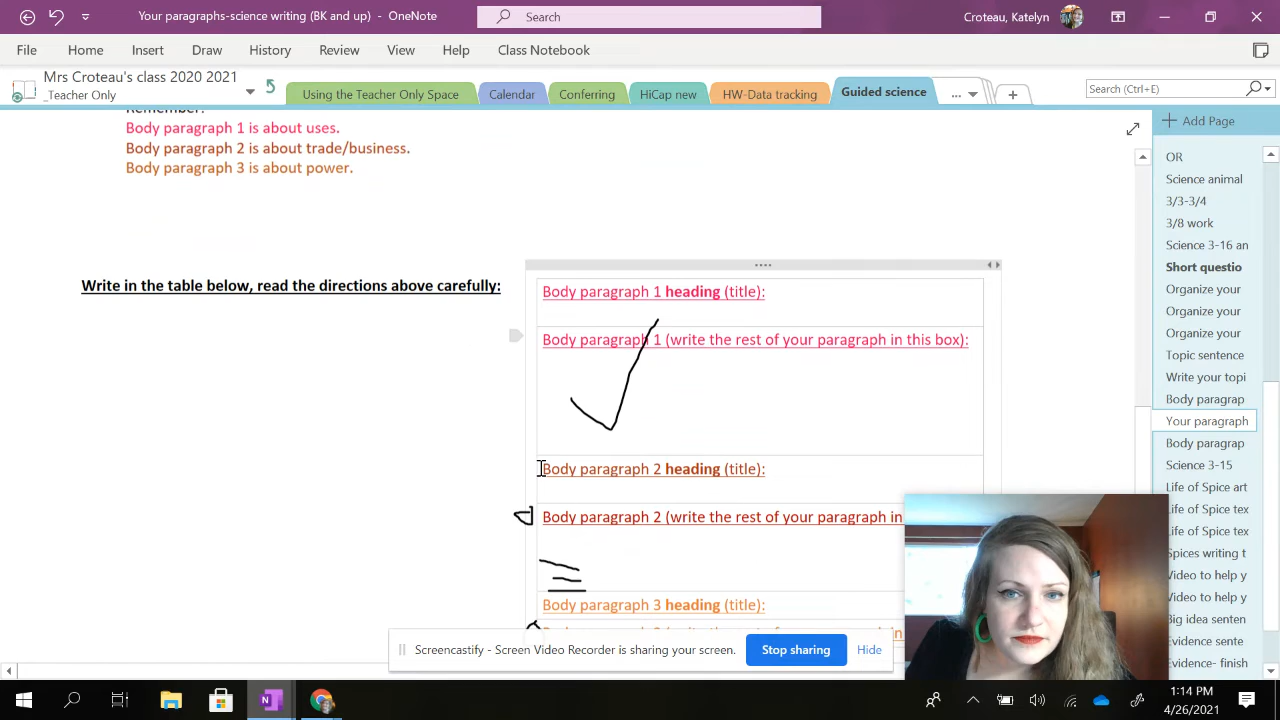 Your paragraphs-science writing (BK and up) - OneNote
Search
Croteau, Katelyn
File Home Insert Draw History Review View Help Class Notebook
Mrs Croteau's class 2020 2021
_Teacher Only
Using the Teacher Only Space
Calendar
Conferring
HiCap new
HW-Data tracking
Guided science
...
Search (Ctrl+E)
Remember:
Body paragraph 1 is about uses.
Body paragraph 2 is about trade/business.
Body paragraph 3 is about power.
Write in the table below, read the directions above carefully:
Body paragraph 1 heading (title):
Body paragraph 1 (write the rest of your paragraph in this box):
Body paragraph 2 heading (title):
Body paragraph 2 (write the rest of your paragraph in
Body paragraph 3 heading (title):
Add Page
OR
Science animal
3/3-3/4
3/8 work
Science 3-16 an
Short questio
Organize your
Organize your
Organize your
Topic sentence
Write your topi
Body paragrap
Your paragraph
Body paragrap
Science 3-15
Life of Spice art
Life of Spice tex
Life of Spice tex
Spices writing t
Video to help y
Video to help y
Big idea senten
Evidence sente
Evidence- finish
Screencastify - Screen Video Recorder is sharing your screen.
Stop sharing
Hide
1:14 PM
4/26/2021